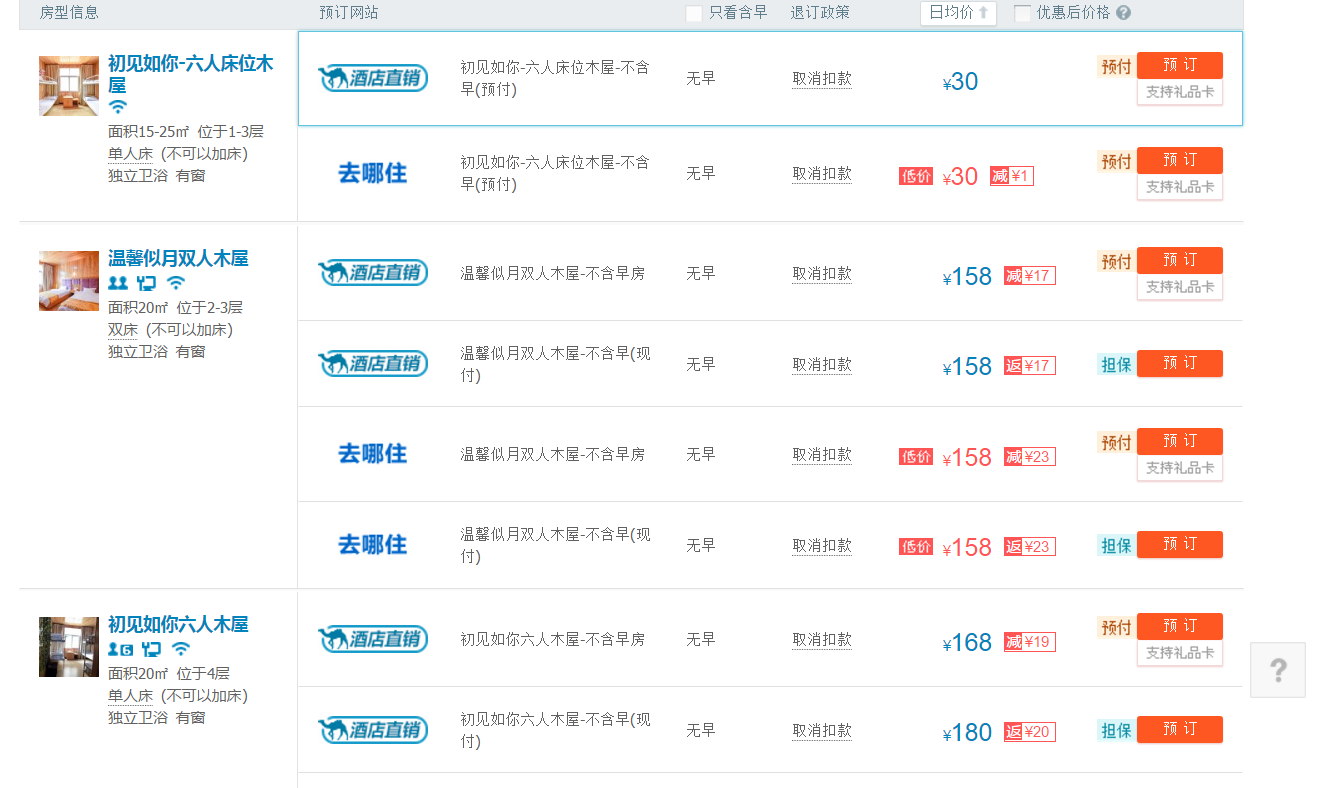 房型信息
预订网站
只看含早
退订政策
日均价
优惠后价格
初见如你-六人床位木
屋
面积15-25㎡ 位于1-3层
单人床 (不可以加床)
独立卫浴 有窗
酒店直销
初见如你-六人床位木屋-不含
早(预付)
无早
取消扣款
¥30
预付
预 订
支持礼品卡
去哪住
初见如你-六人床位木屋-不含
早(预付)
无早
取消扣款
低价 ¥30 减 ¥1
预付
预 订
支持礼品卡
温馨似月双人木屋
面积20㎡ 位于2-3层
双床 (不可以加床)
独立卫浴 有窗
酒店直销
温馨似月双人木屋-不含早房
无早
取消扣款
¥158 减 ¥17
预付
预 订
支持礼品卡
酒店直销
温馨似月双人木屋-不含早(现
付)
无早
取消扣款
¥158 返 ¥17
担保
预 订
去哪住
温馨似月双人木屋-不含早房
无早
取消扣款
低价 ¥158 减 ¥23
预付
预 订
支持礼品卡
去哪住
温馨似月双人木屋-不含早(现
付)
无早
取消扣款
低价 ¥158 返 ¥23
担保
预 订
初见如你六人木屋
6
面积20㎡ 位于4层
单人床 (不可以加床)
独立卫浴 有窗
酒店直销
初见如你六人木屋-不含早房
无早
取消扣款
¥168 减 ¥19
预付
预 订
支持礼品卡
酒店直销
初见如你六人木屋-不含早(现
付)
无早
取消扣款
¥180 返 ¥20
担保
预 订
?